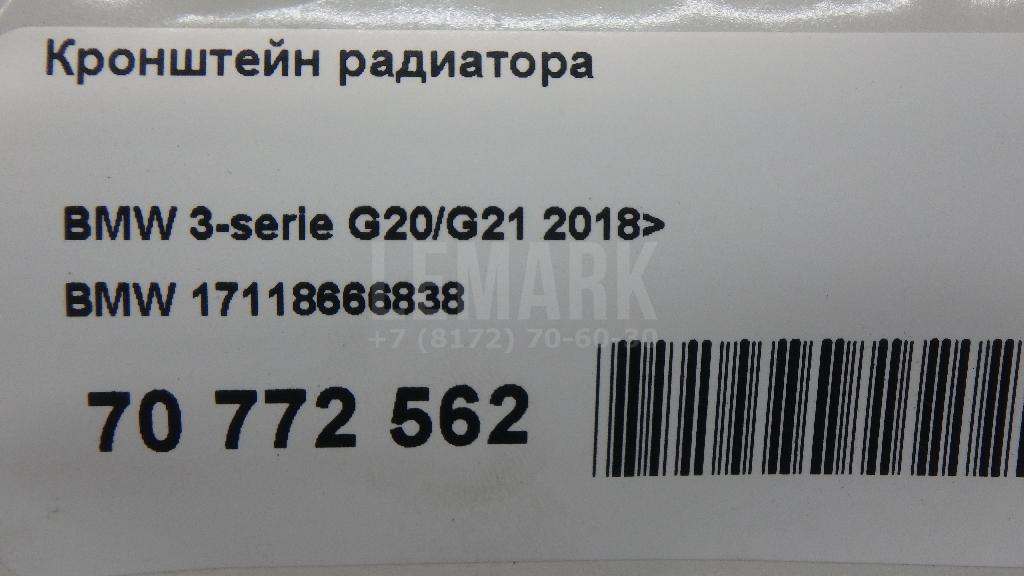 Кронштейн радиатора
BMW 3-serie G20/G21 2018>
BMW 17118666838
LEMARK
+7 (8172) 70-60-30
70 772 562